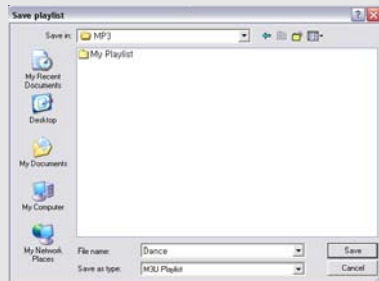 Save playlist
Save in: MP3
My Playlist
My Recent
Documents
Desktop
My Documents
My Computer
My Network
Places
File name: Dance Save
Save as type: M3U Playlist Cancel